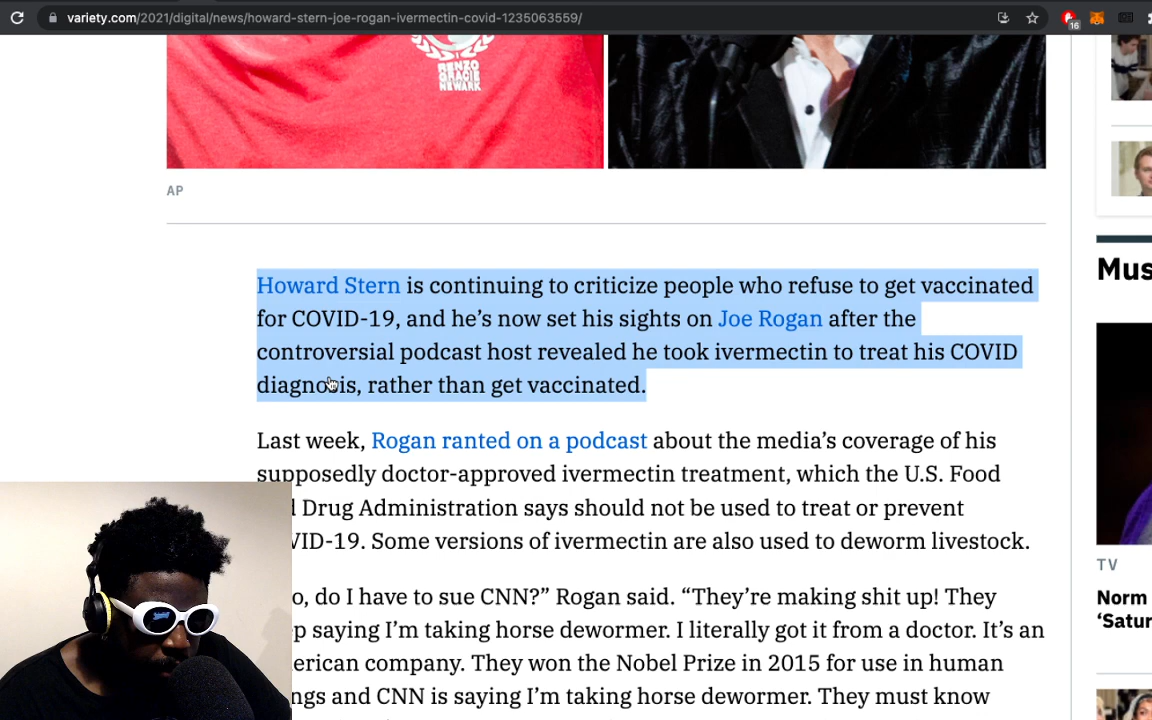 variety.com/2021/digital/news/howard-stern-joe-rogan-ivermectin-covid-1235063559/
16
RENZO
GRACIE
NEWARK
AP
Howard Stern is continuing to criticize people who refuse to get vaccinated
for COVID-19, and he's now set his sights on Joe Rogan after the
controversial podcast host revealed he took ivermectin to treat his COVID
diagnosis, rather than get vaccinated.
Last week, Rogan ranted on a podcast about the media's coverage of his
supposedly doctor-approved ivermectin treatment, which the U.S. Food
Drug Administration says should not be used to treat or prevent
VID-19. Some versions of ivermectin are also used to deworm livestock.
o, do I have to sue CNN?” Rogan said. “They're making shit up! They
p saying I'm taking horse dewormer. I literally got it from a doctor. It's an
erican company. They won the Nobel Prize in 2015 for use in human
ngs and CNN is saying I'm taking horse dewormer. They must know
Mus
TV
Norm
‘Satur